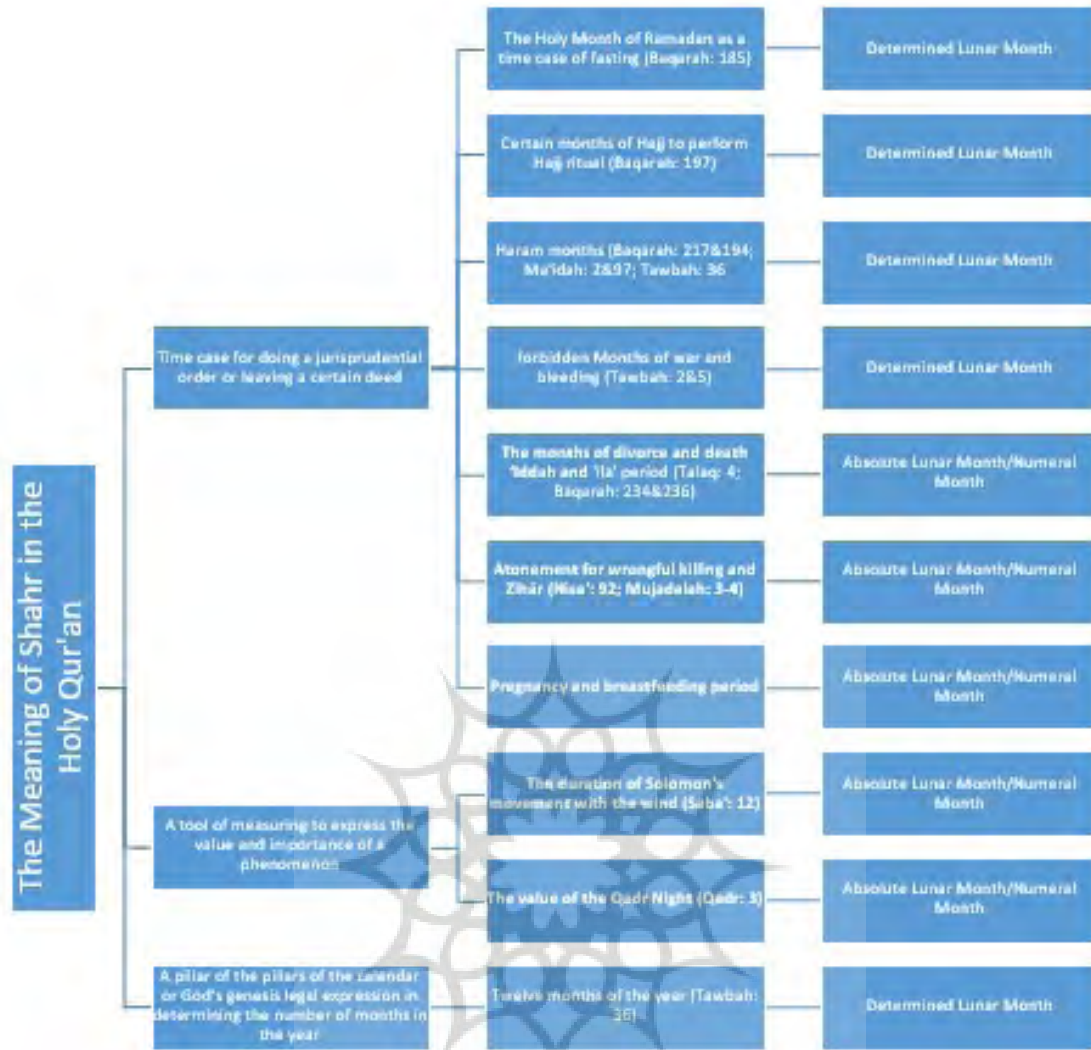 The Meaning of Shahr in the
Holy Qur'an
Time case for doing a jurisprudential
order or leaving a certain deed
The Holy Month of Ramadan as a
time case of fasting (Baqarah: 185)
Determined Lunar Month
Certain months of Hajj to perform
Hajj ritual (Baqarah: 197)
Determined Lunar Month
Haram months (Baqarah: 217&194;
Ma'idah: 2&97; Tawbah: 36
Determined Lunar Month
forbidden Months of war and
bleeding (Tawbah: 2&5)
Determined Lunar Month
The months of divorce and death
'Iddah and 'Ila' period (Talaq: 4;
Baqarah: 234&236)
Absolute Lunar Month/Numeral
Month
Atonement for wrongful killing and
Zihār (Nisa': 92; Mujadalah: 3-4)
Absolute Lunar Month/Numeral
Month
Pregnancy and breastfeeding period
Absolute Lunar Month/Numeral
Month
A tool of measuring to express the
value and importance of a
phenomenon
The duration of Solomon's
movement with the wind (Saba': 12)
Absolute Lunar Month/Numeral
Month
The value of the Qadr Night (Qadr: 3)
Absolute Lunar Month/Numeral
Month
A pillar of the pillars of the calendar
or God's genesis legal expression in
determining the number of months in
the year
Twelve months of the year (Tawbah:
36)
Determined Lunar Month